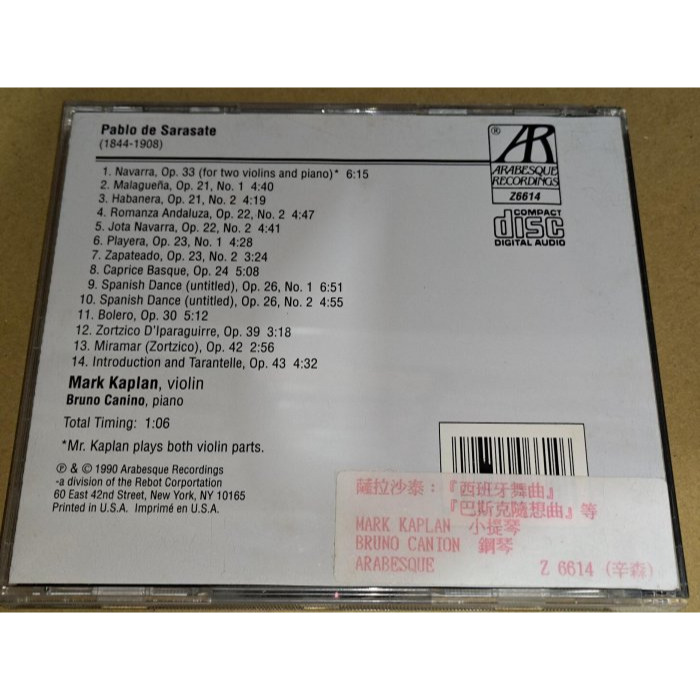 Pablo de Sarasate
(1844-1908)
1. Navarra, Op. 33 (for two violins and piano)* 6:15
2. Malagueña, Op. 21, No. 1 4:40
3. Habanera, Op. 21, No. 2 4:19
4. Romanza Andaluza, Op. 22, No. 2 4:47
5. Jota Navarra, Op. 22, No. 2 4:41
6. Playera, Op. 23, No. 1 4:28
7. Zapateado, Op. 23, No. 2 3:24
8. Caprice Basque, Op. 24 5:08
9. Spanish Dance (untitled), Op. 26, No. 1 6:51
10. Spanish Dance (untitled), Op. 26, No. 2 4:55
11. Bolero, Op. 30 5:12
12. Zortzico D'Iparaguirre, Op. 39 3:18
13. Miramar (Zortzico), Op. 42 2:56
14. Introduction and Tarantelle, Op. 43 4:32
Mark Kaplan, violin
Bruno Canino, piano
Total Timing: 1:06
*Mr. Kaplan plays both violin parts.
℗ & © 1990 Arabesque Recordings
-a division of the Rebot Corportation
60 East 42nd Street, New York, NY 10165
Printed in U.S.A. Imprimé en U.S.A.
® AR
ARABESQUE
RECORDINGS
Z6614
COMPACT
disc
DIGITAL AUDIO
薩拉沙泰：『西班牙舞曲』
『巴斯克隨想曲』等
MARK KAPLAN 小提琴
BRUNO CANION 鋼琴
ARABESQUE Z 6614 (辛森)